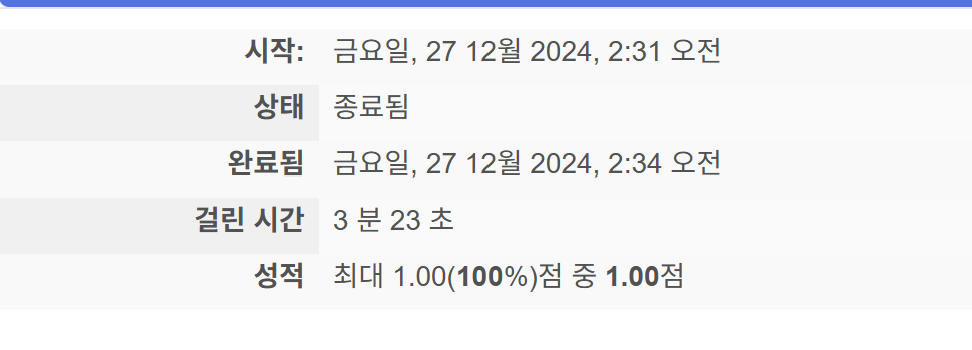 시작: 금요일, 27 12월 2024, 2:31 오전
상태 종료됨
완료됨 금요일, 27 12월 2024, 2:34 오전
걸린 시간 3 분 23 초
성적 최대 1.00(100%)점 중 1.00점